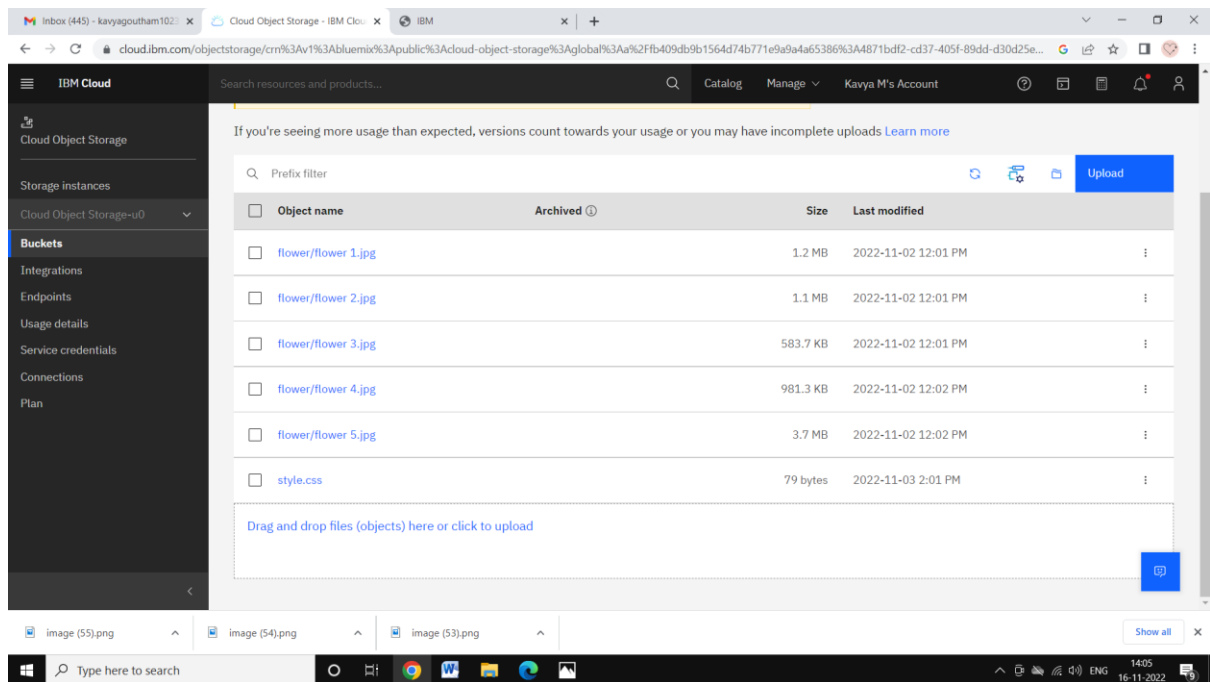 Inbox (445) - kavyagoutham1023
Cloud Object Storage - IBM Clou
IBM
cloud.ibm.com/objectstorage/crn%3Av1%3Abluemix%3Apublic%3Acloud-object-storage%3Aglobal%3Aa%2Ffb409db9b1564d74b771e9a9a4a65386%3A4871bdf2-cd37-405f-89dd-d30d25e...
IBM Cloud
Search resources and products...
Catalog
Manage
Kavya M's Account
Cloud Object Storage
Storage instances
Cloud Object Storage-u0
Buckets
Integrations
Endpoints
Usage details
Service credentials
Connections
Plan
If you're seeing more usage than expected, versions count towards your usage or you may have incomplete uploads Learn more
Prefix filter
Upload
Object name Archived Size Last modified
flower/flower 1.jpg 1.2 MB 2022-11-02 12:01 PM
flower/flower 2.jpg 1.1 MB 2022-11-02 12:01 PM
flower/flower 3.jpg 583.7 KB 2022-11-02 12:01 PM
flower/flower 4.jpg 981.3 KB 2022-11-02 12:02 PM
flower/flower 5.jpg 3.7 MB 2022-11-02 12:02 PM
style.css 79 bytes 2022-11-03 2:01 PM
Drag and drop files (objects) here or click to upload
image (55).png
image (54).png
image (53).png
Show all
Type here to search
ENG
14:05
16-11-2022